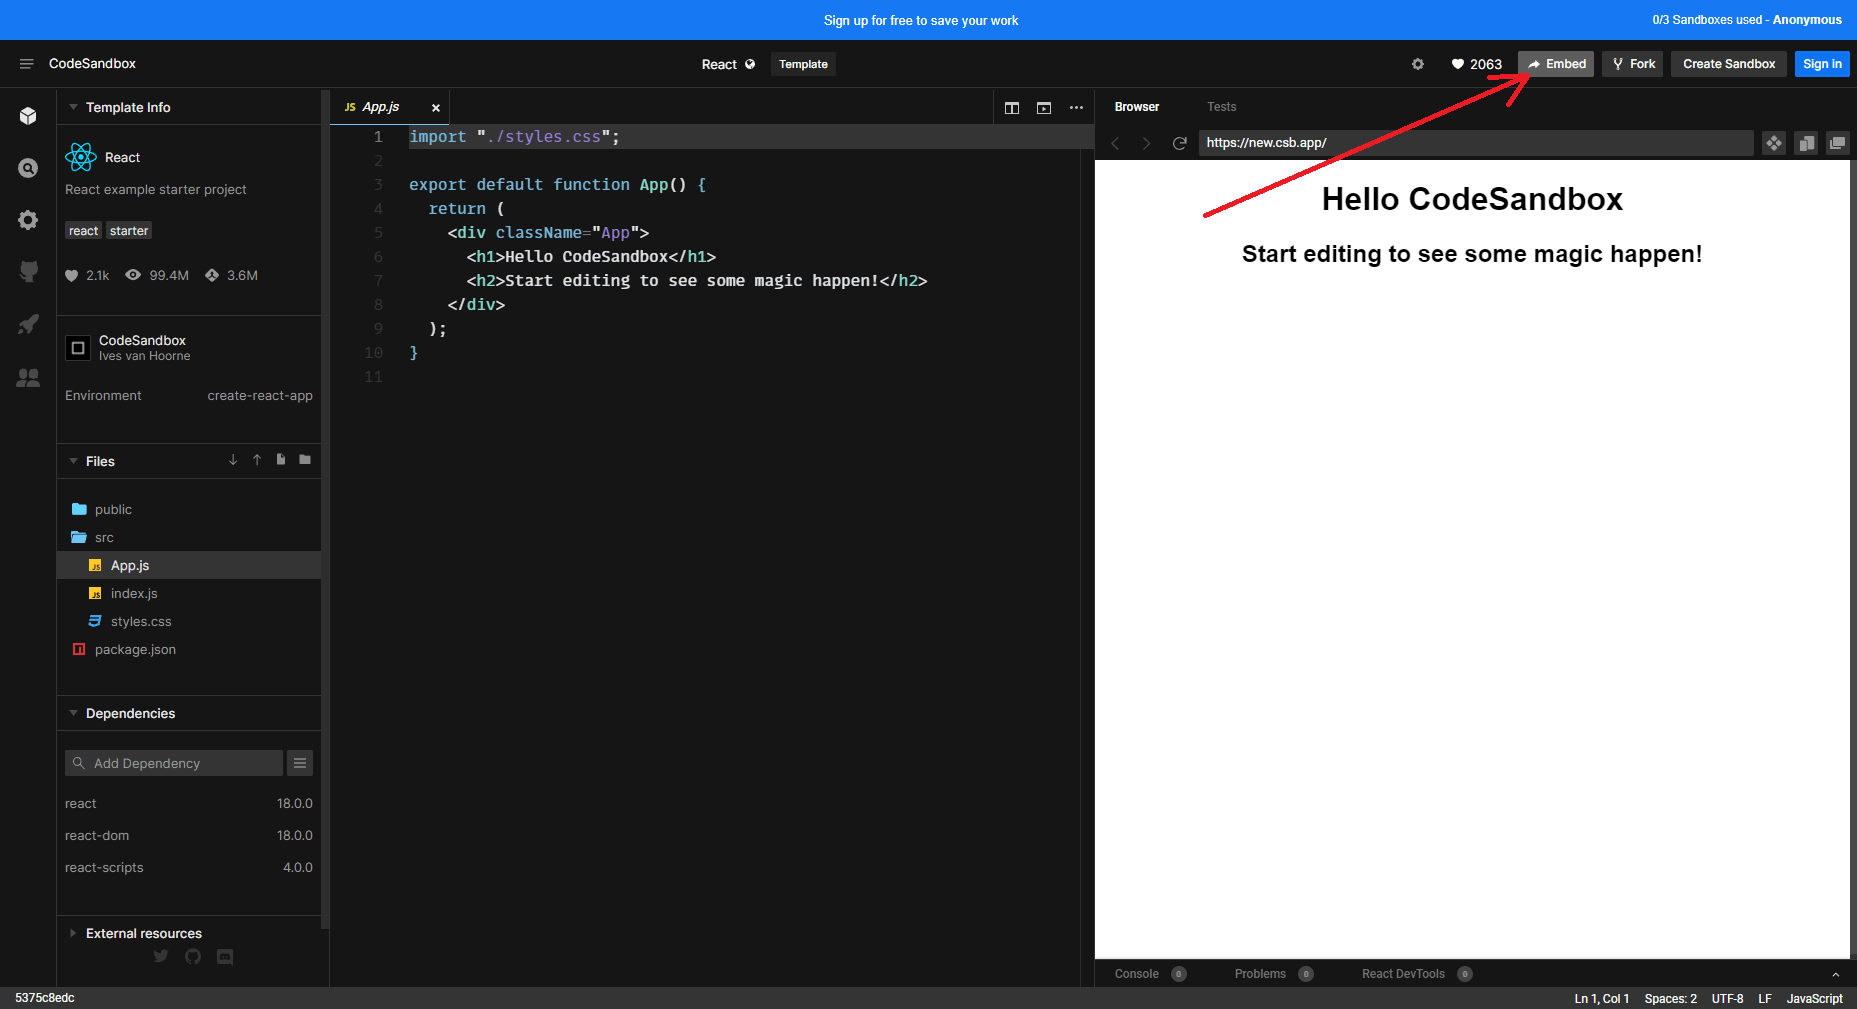 Sign up for free to save your work
0/3 Sandboxes used - Anonymous
CodeSandbox
React
Template
2063
Embed
Fork
Create Sandbox
Sign in
Template Info
React
React example starter project
react
starter
2.1k
99.4M
3.6M
CodeSandbox
Ives van Hoorne
Environment
create-react-app
Files
public
src
JS App.js
JS index.js
styles.css
package.json
Dependencies
Add Dependency
react 18.0.0
react-dom 18.0.0
react-scripts 4.0.0
External resources
JS App.js
1 import "./styles.css";
2
3 export default function App() {
4 return (
5 <div className="App">
6 <h1>Hello CodeSandbox</h1>
7 <h2>Start editing to see some magic happen!</h2>
8 </div>
9 );
10 }
11
Browser
Tests
https://new.csb.app/
Hello CodeSandbox
Start editing to see some magic happen!
Console 0
Problems 0
React DevTools 0
5375c8edc
Ln 1, Col 1
Spaces: 2
UTF-8
LF
JavaScript